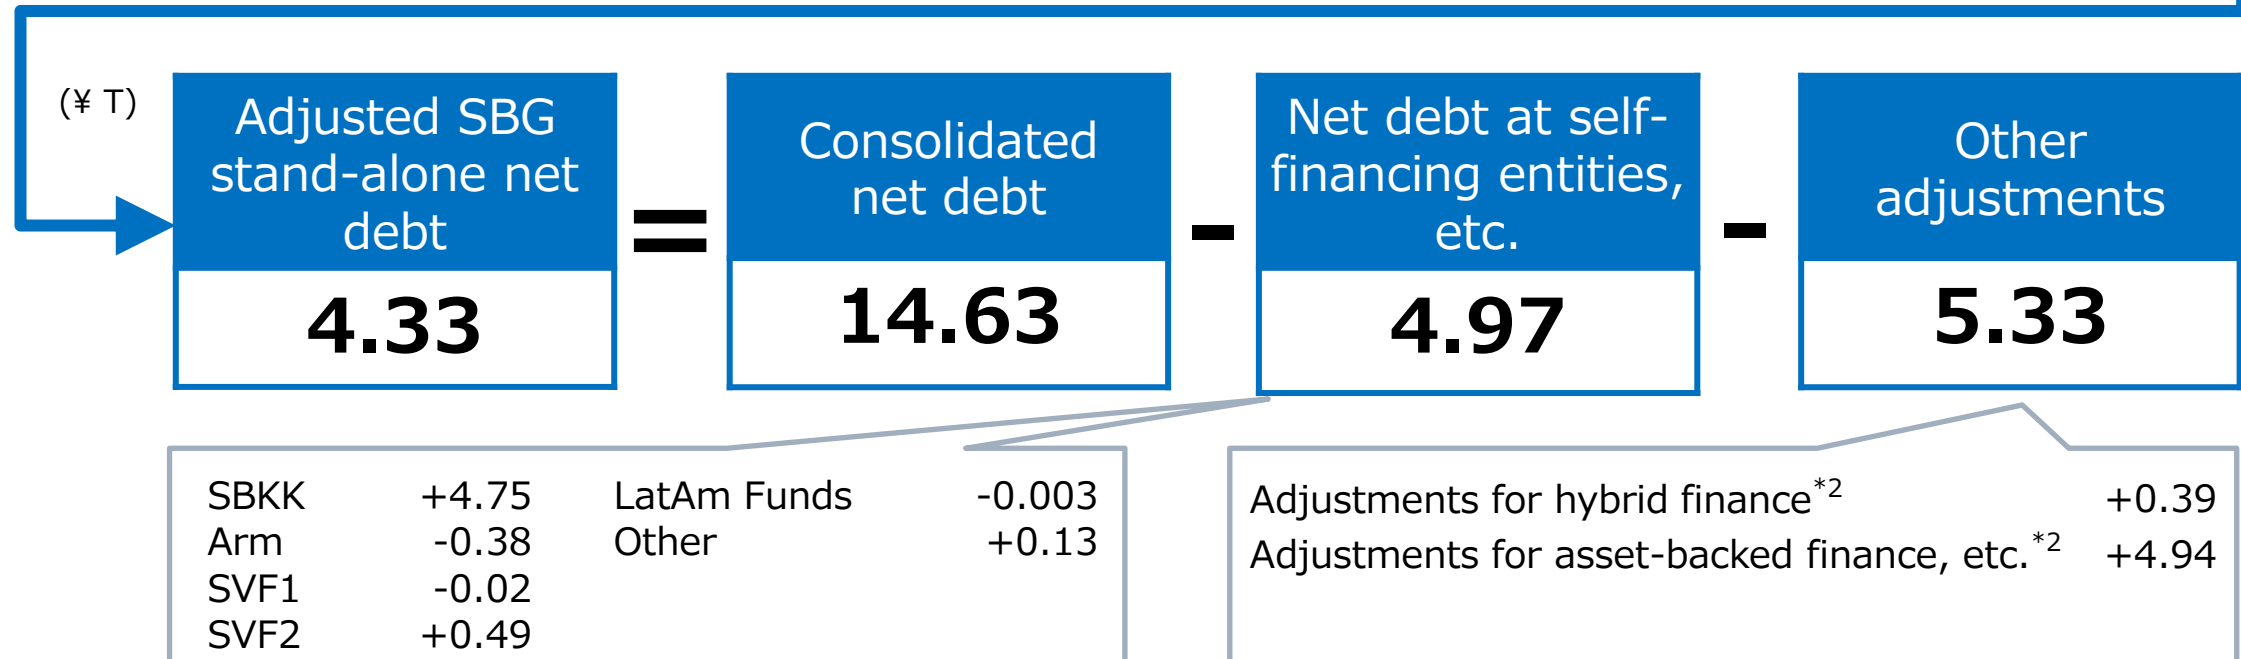 (¥ T)
Adjusted SBG
stand-alone net
debt
4.33
=
Consolidated
net debt
14.63
-
Net debt at self-
financing entities,
etc.
4.97
-
Other
adjustments
5.33
SBKK +4.75 LatAm Funds -0.003
Arm -0.38 Other +0.13
SVF1 -0.02
SVF2 +0.49
Adjustments for hybrid finance*2 +0.39
Adjustments for asset-backed finance, etc.*2 +4.94